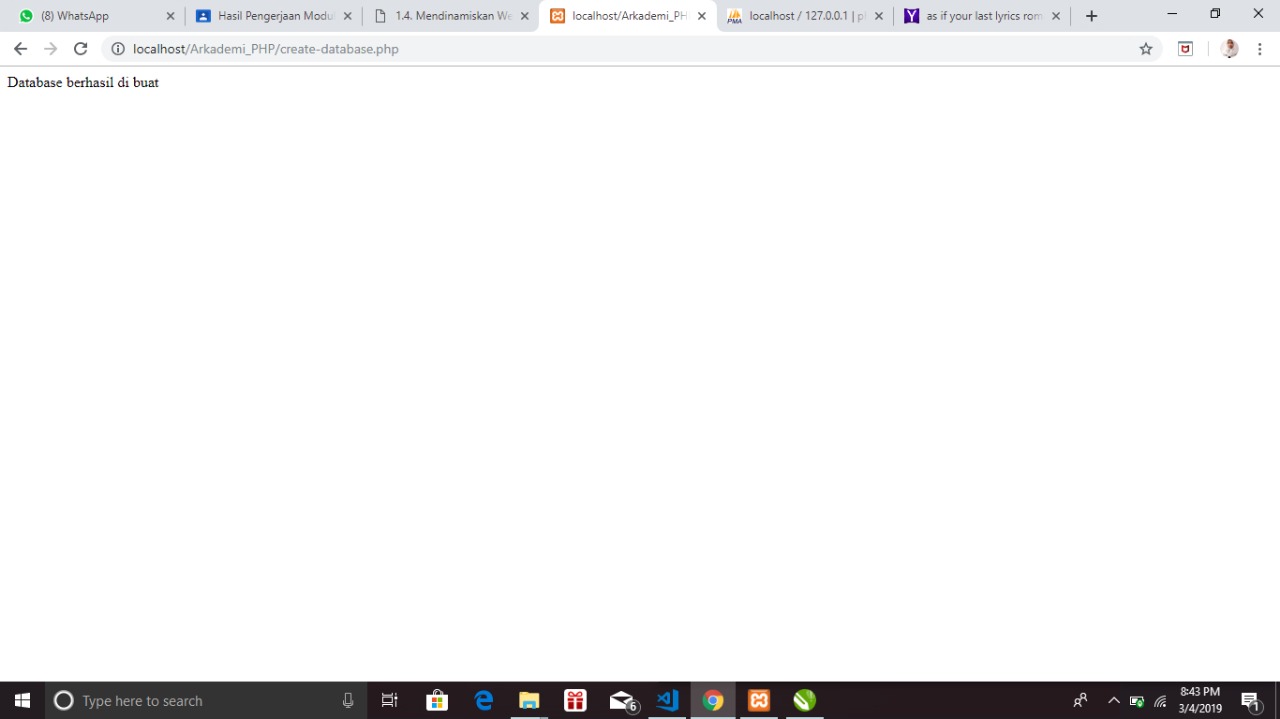 (8) WhatsApp
Hasil Pengerjaan Modu
1.4. Mendinamiskan We
localhost/Arkademi_PH
localhost / 127.0.0.1 | p
as if your last lyrics rom
localhost/Arkademi_PHP/create-database.php
Database berhasil di buat
Type here to search
6
8:43 PM
3/4/2019
1